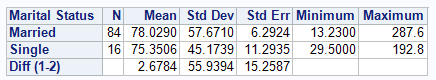 Marital Status N Mean Std Dev Std Err Minimum Maximum
Married 84 78.0290 57.6710 6.2924 13.2300 287.6
Single 16 75.3506 45.1739 11.2935 29.5000 192.8
Diff (1-2) 2.6784 55.9394 15.2587